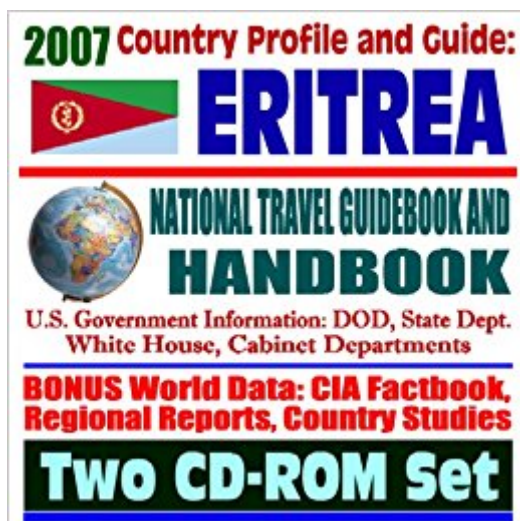 2007 Country Profile and Guide:
ERITREA
NATIONAL TRAVEL GUIDEBOOK AND
HANDBOOK
U.S. Government Information: DOD, State Dept.
White House, Cabinet Departments
BONUS World Data: CIA Factbook,
Regional Reports, Country Studies
Two CD-ROM Set